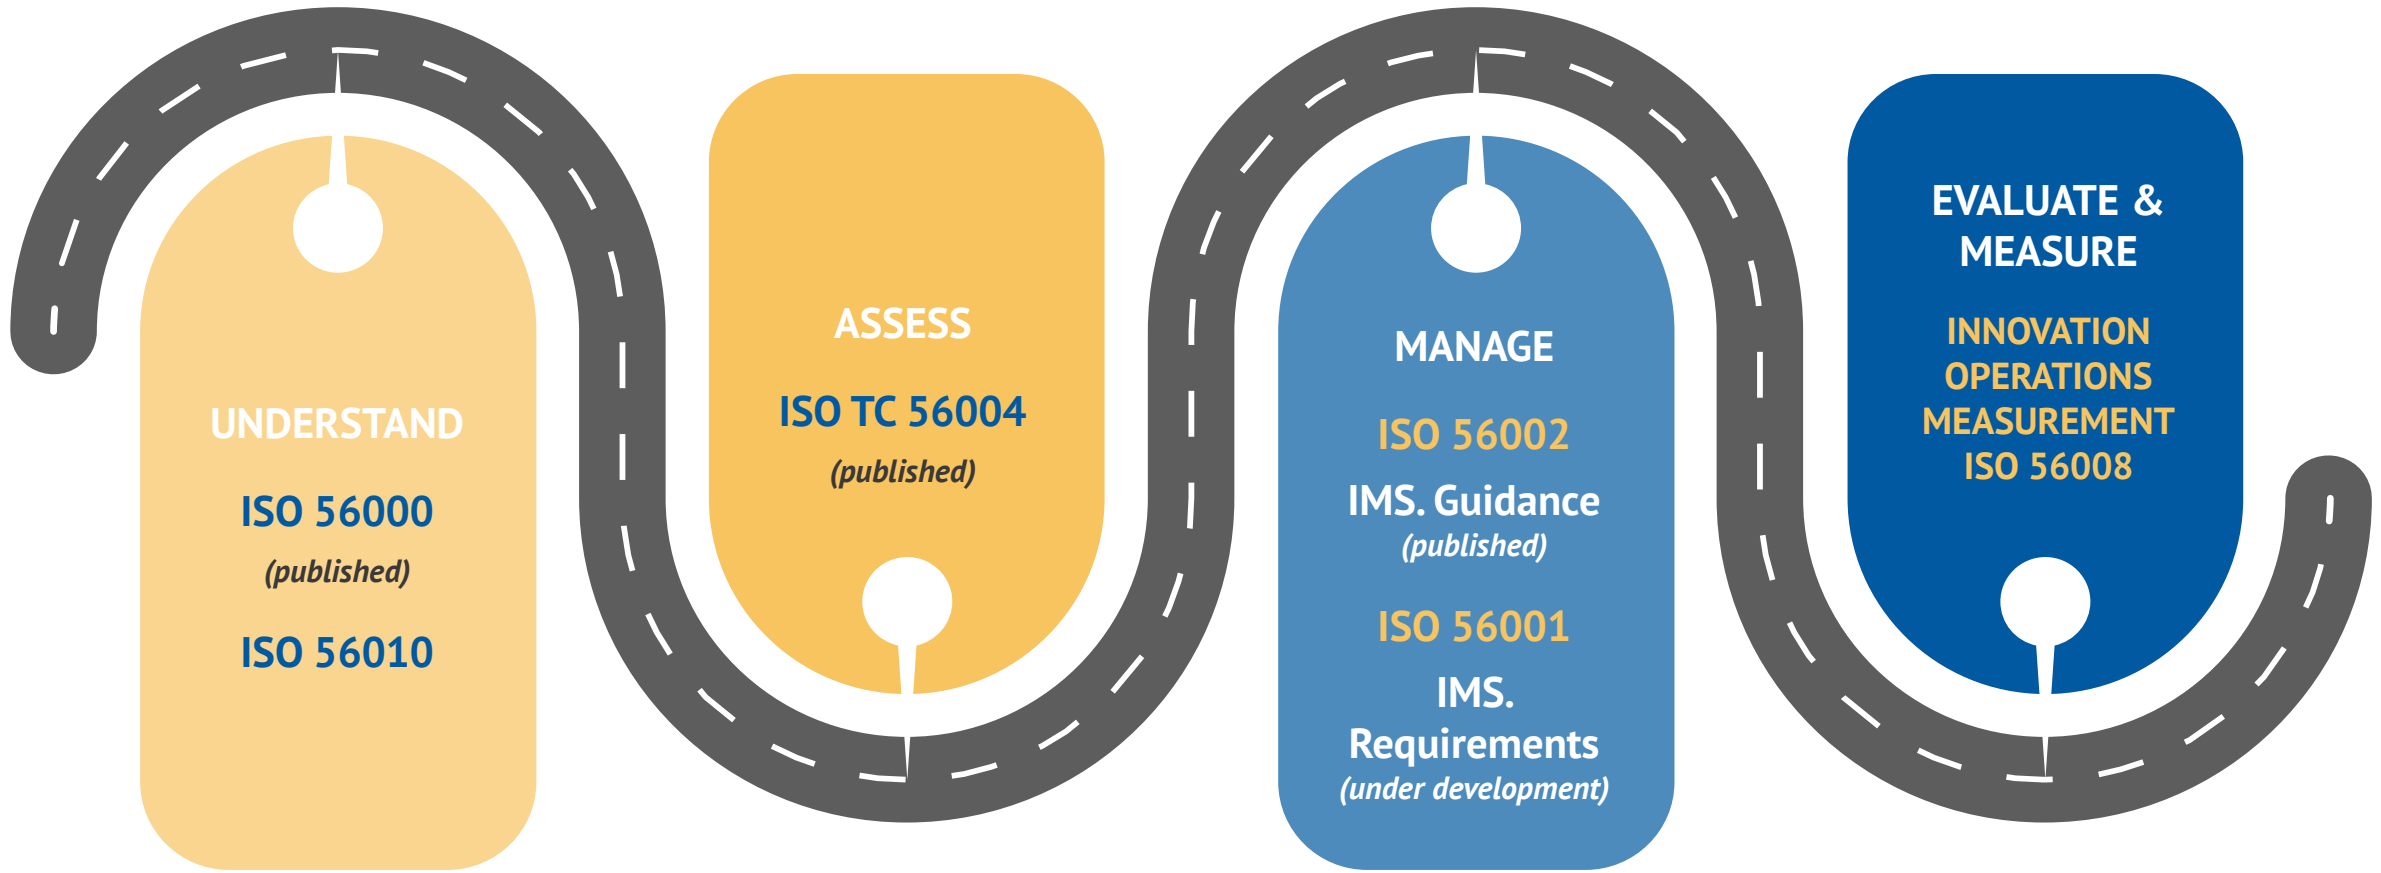 UNDERSTAND
ISO 56000
(published)
ISO 56010
ASSESS
ISO TC 56004
(published)
MANAGE
ISO 56002
IMS. Guidance
(published)
ISO 56001
IMS.
Requirements
(under development)
EVALUATE &
MEASURE
INNOVATION
OPERATIONS
MEASUREMENT
ISO 56008